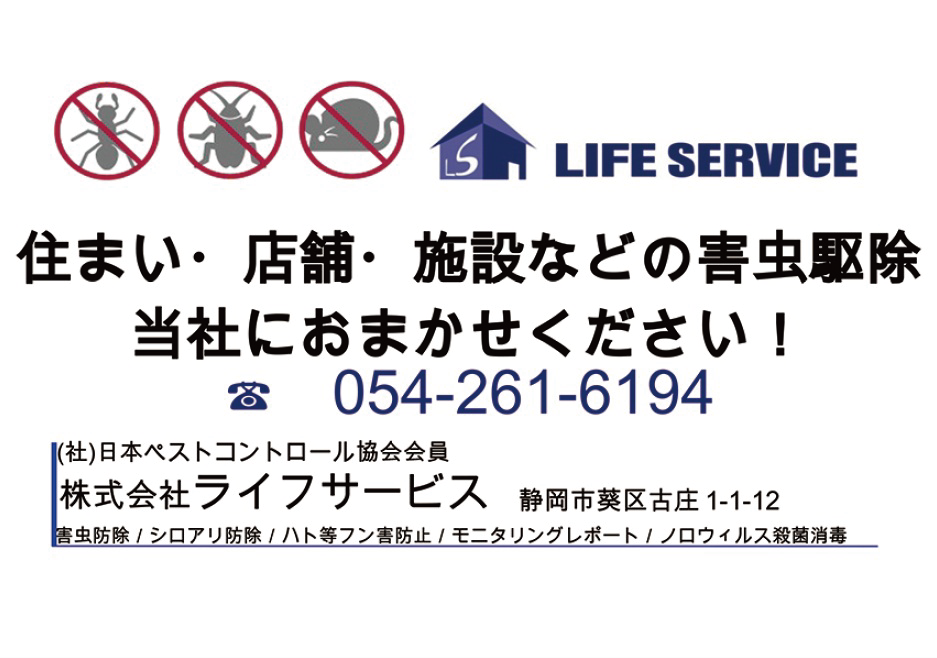 LS LIFE SERVICE
住まい・店舗・施設などの害虫駆除
当社におまかせください！
☎ 054-261-6194
(社)日本ペストコントロール協会会員
株式会社ライフサービス 静岡市葵区古庄 1-1-12
害虫防除 / シロアリ防除 / ハト等フン害防止 / モニタリングレポート / ノロウィルス殺菌消毒